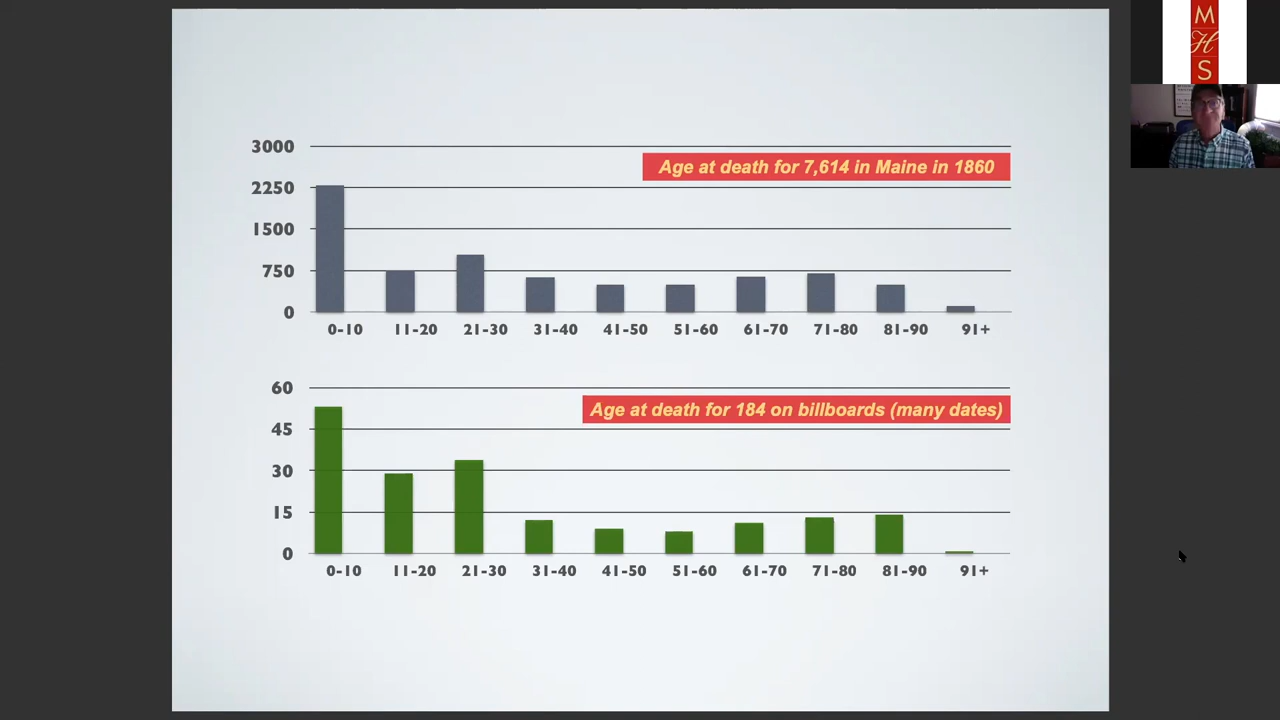 M
H
S
3000
Age at death for 7,614 in Maine in 1860
2250
1500
750
0
0-10 11-20 21-30 31-40 41-50 51-60 61-70 71-80 81-90 91+
60
Age at death for 184 on billboards (many dates)
45
30
15
0
0-10 11-20 21-30 31-40 41-50 51-60 61-70 71-80 81-90 91+